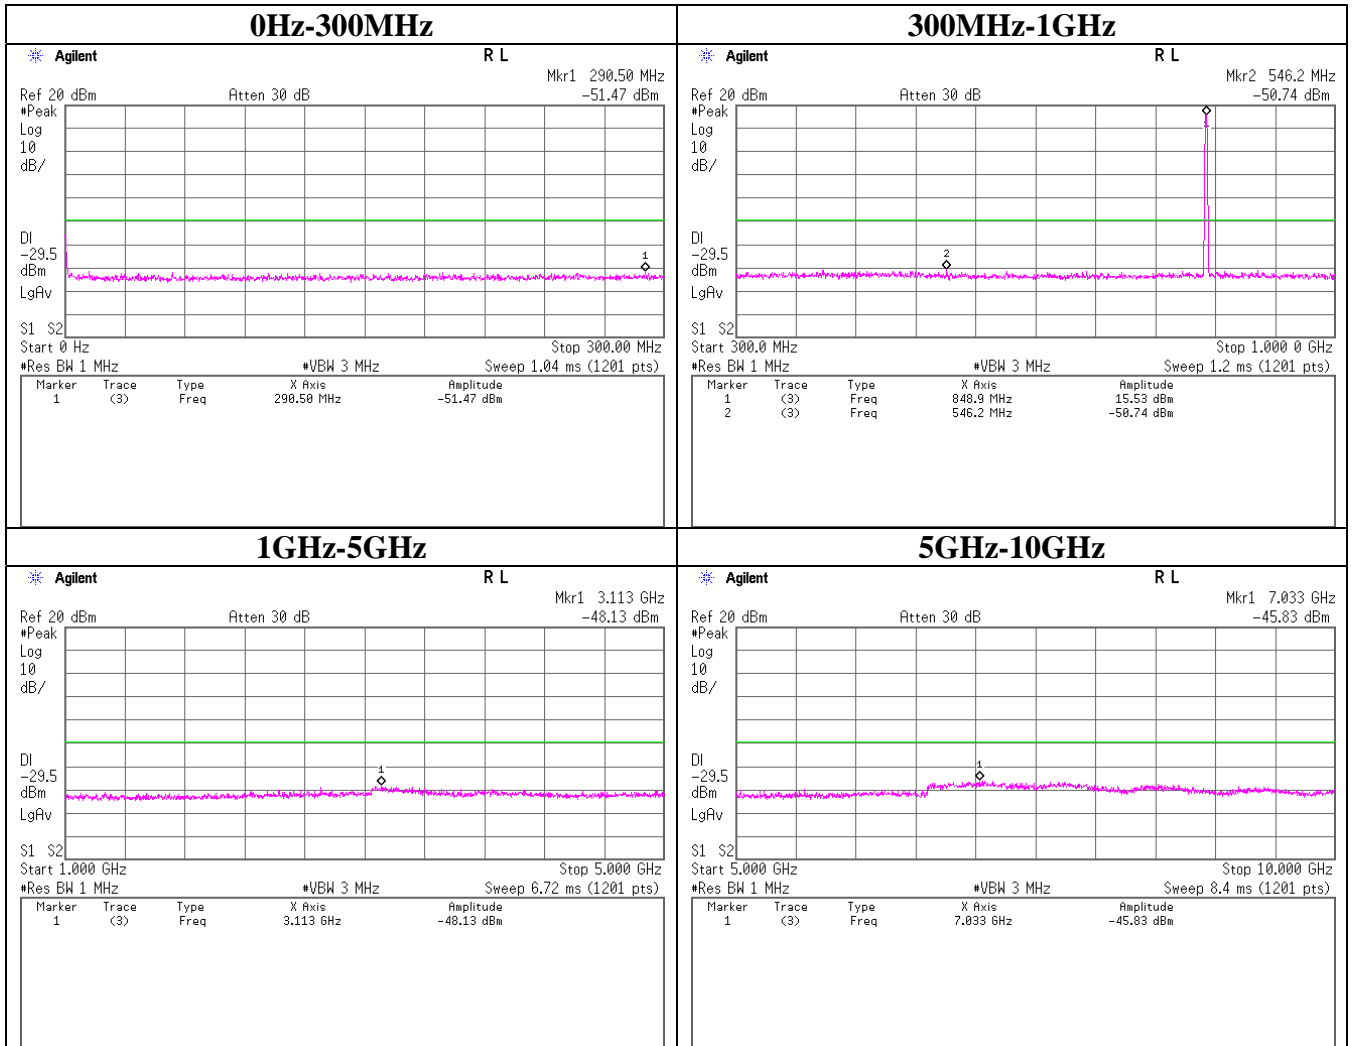 0Hz-300MHz
Agilent
R L
Mkr1 290.50 MHz
Ref 20 dBm Atten 30 dB -51.47 dBm
#Peak
Log
10
dB/
1
DI
-29.5
dBm
LgAv
S1 S2
Start 0 Hz Stop 300.00 MHz
#Res BW 1 MHz #VBW 3 MHz Sweep 1.04 ms (1201 pts)
Marker Trace Type X Axis Amplitude
1 (3) Freq 290.50 MHz -51.47 dBm
300MHz-1GHz
Agilent
R L
Mkr2 546.2 MHz
Ref 20 dBm Atten 30 dB -50.74 dBm
#Peak
Log
10
dB/
1
2
DI
-29.5
dBm
LgAv
S1 S2
Start 300.0 MHz Stop 1.000 0 GHz
#Res BW 1 MHz #VBW 3 MHz Sweep 1.2 ms (1201 pts)
Marker Trace Type X Axis Amplitude
1 (3) Freq 848.9 MHz 15.53 dBm
2 (3) Freq 546.2 MHz -50.74 dBm
1GHz-5GHz
Agilent
R L
Mkr1 3.113 GHz
Ref 20 dBm Atten 30 dB -48.13 dBm
#Peak
Log
10
dB/
1
DI
-29.5
dBm
LgAv
S1 S2
Start 1.000 GHz Stop 5.000 GHz
#Res BW 1 MHz #VBW 3 MHz Sweep 6.72 ms (1201 pts)
Marker Trace Type X Axis Amplitude
1 (3) Freq 3.113 GHz -48.13 dBm
5GHz-10GHz
Agilent
R L
Mkr1 7.033 GHz
Ref 20 dBm Atten 30 dB -45.83 dBm
#Peak
Log
10
dB/
1
DI
-29.5
dBm
LgAv
S1 S2
Start 5.000 GHz Stop 10.000 GHz
#Res BW 1 MHz #VBW 3 MHz Sweep 8.4 ms (1201 pts)
Marker Trace Type X Axis Amplitude
1 (3) Freq 7.033 GHz -45.83 dBm